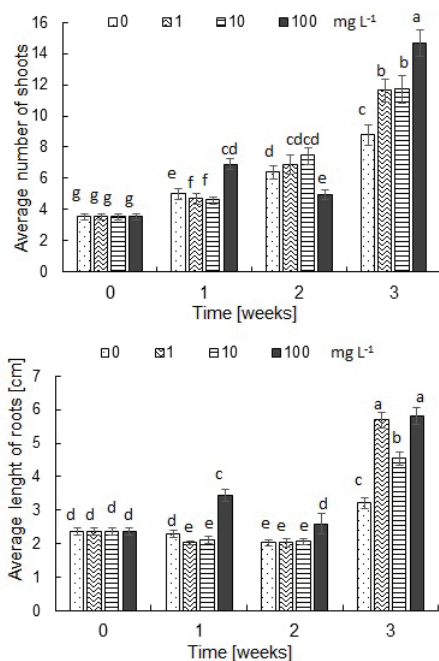 0 1 10 100 mg L⁻¹
Average number of shoots
16
14
12
10
8
6
4
2
0
g g g g
e f f cd
d cd cd e
c b b a
0 1 2 3
Time [weeks]
0 1 10 100 mg L⁻¹
Average lenght of roots [cm]
7
6
5
4
3
2
1
0
d d d d
d e e c
e e e d
c a b a
0 1 2 3
Time [weeks]